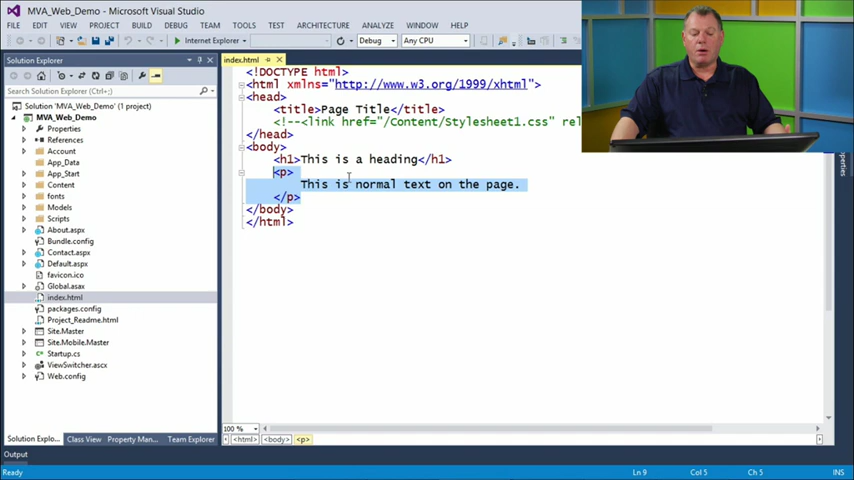 MVA_Web_Demo - Microsoft Visual Studio
FILE EDIT VIEW PROJECT BUILD DEBUG TEAM TOOLS TEST ARCHITECTURE ANALYZE WINDOW HELP
Internet Explorer Debug Any CPU
Solution Explorer
index.html
Search Solution Explorer (Ctrl+;)
Solution 'MVA_Web_Demo' (1 project)
MVA_Web_Demo
Properties
References
Account
App_Data
App_Start
Content
fonts
Models
Scripts
About.aspx
Bundle.config
Contact.aspx
Default.aspx
favicon.ico
Global.asax
index.html
packages.config
Project_Readme.html
Site.Master
Site.Mobile.Master
Startup.cs
ViewSwitcher.ascx
Web.config
<!DOCTYPE html>
<html xmlns="http://www.w3.org/1999/xhtml">
<head>
<title>Page Title</title>
<!--<link href="/Content/Stylesheet1.css" rel
</head>
<body>
<h1>This is a heading</h1>
<p>
This is normal text on the page.
</p>
</body>
</html>
Properties
100 %
Solution Explo... Class View Property Man... Team Explorer
<html> <body> <p>
Output
Ready Ln 9 Col 5 Ch 5 INS